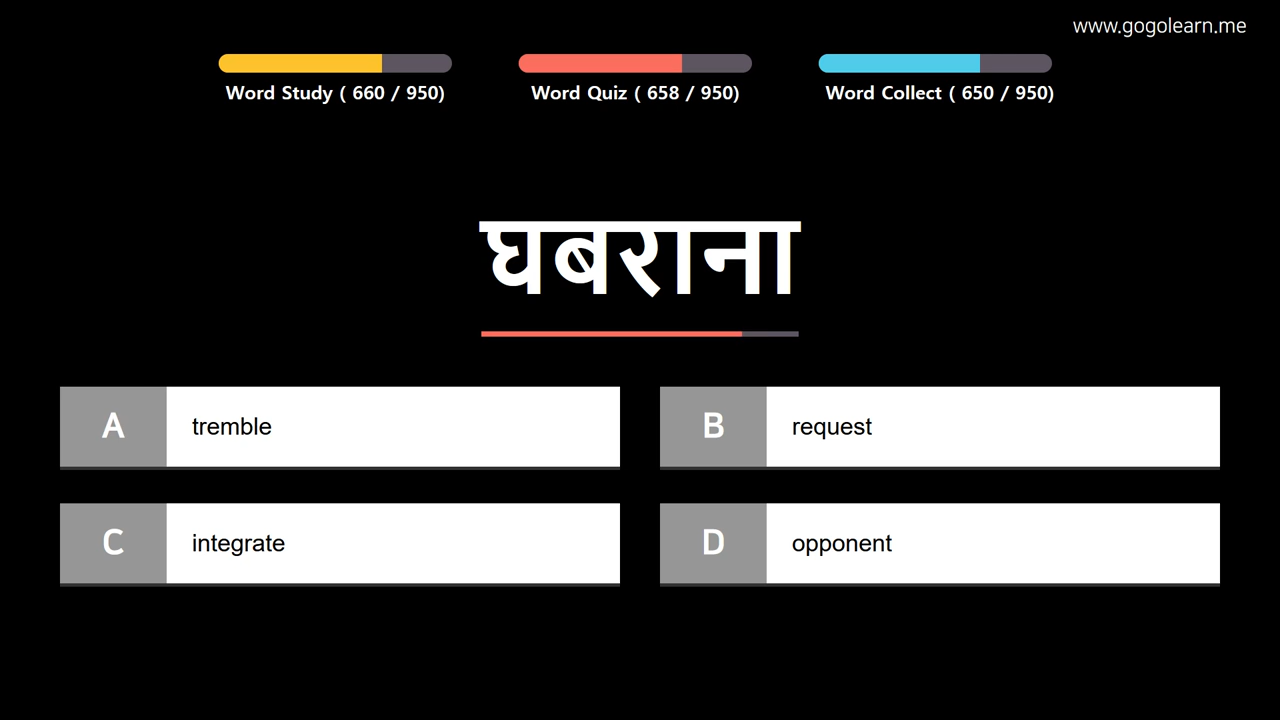 www.gogolearn.me
Word Study ( 660 / 950) Word Quiz ( 658 / 950) Word Collect ( 650 / 950)
घबराना
A tremble B request
C integrate D opponent